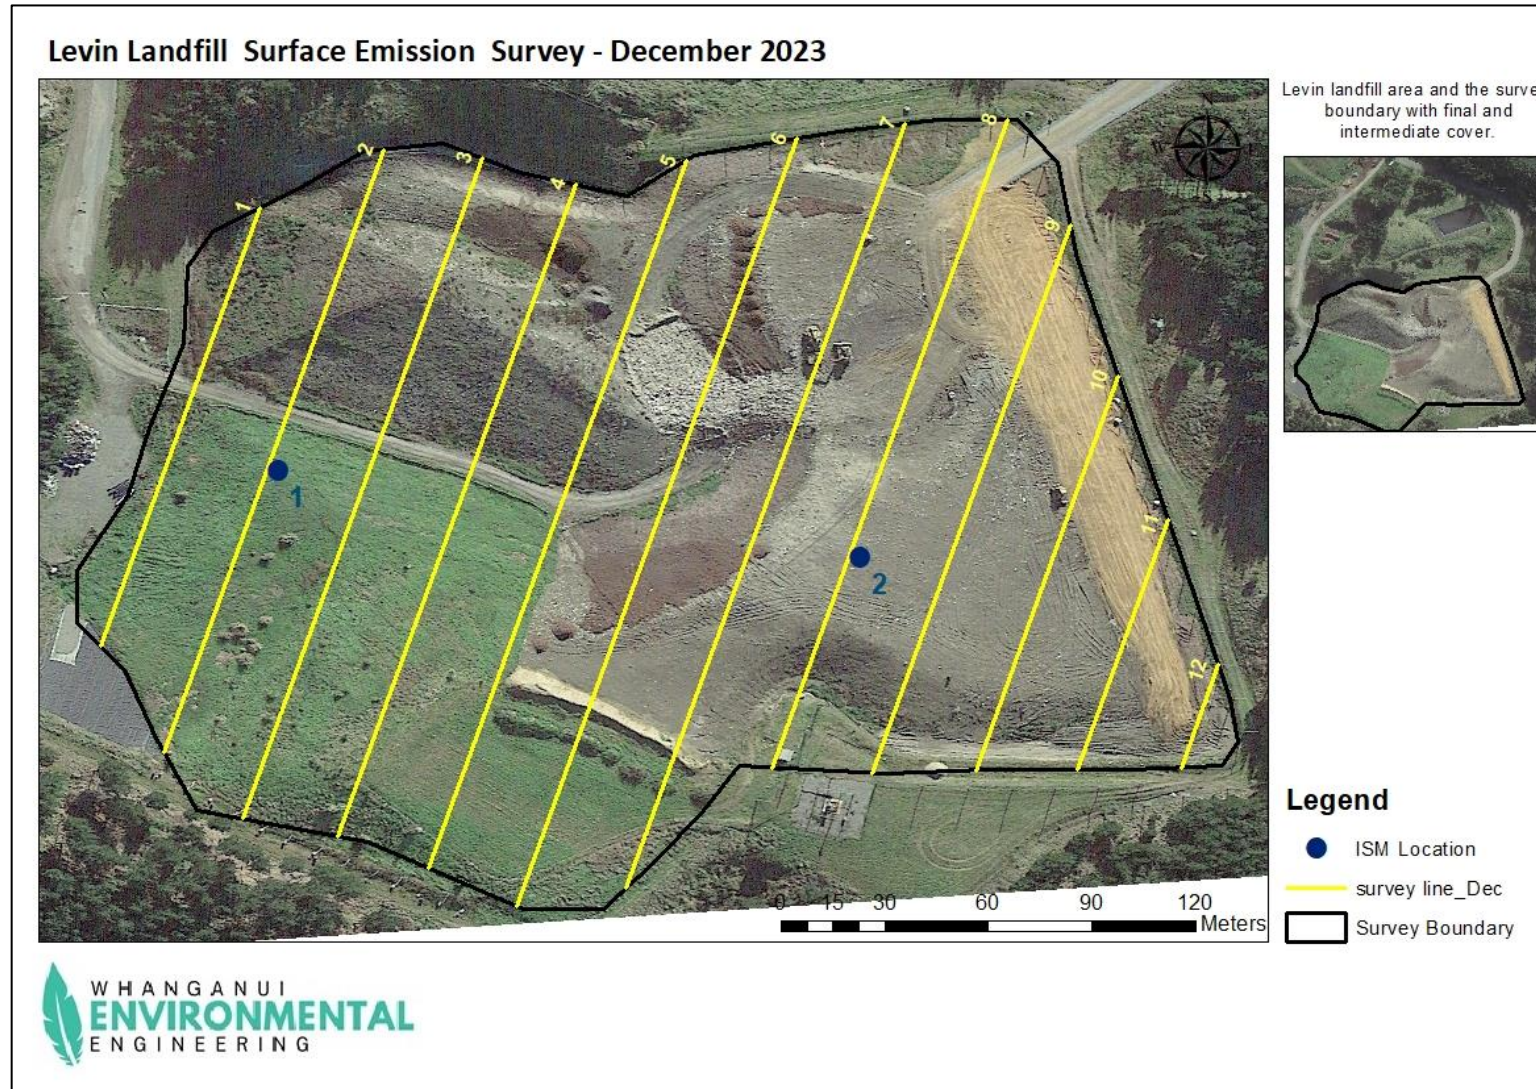 Levin Landfill Surface Emission Survey - December 2023
Levin landfill area and the surve
boundary with final and
intermediate cover.
1
2
3
4
5
6
7
8
9
10
11
12
1
2
0 15 30 60 90 120
Meters
Legend
ISM Location
survey line_Dec
Survey Boundary
WHANGANUI
ENVIRONMENTAL
ENGINEERING